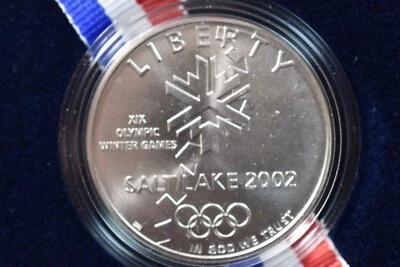 LIBERTY
XIX
OLYMPIC
WINTER GAMES
SALT LAKE 2002
IN GOD WE TRUST